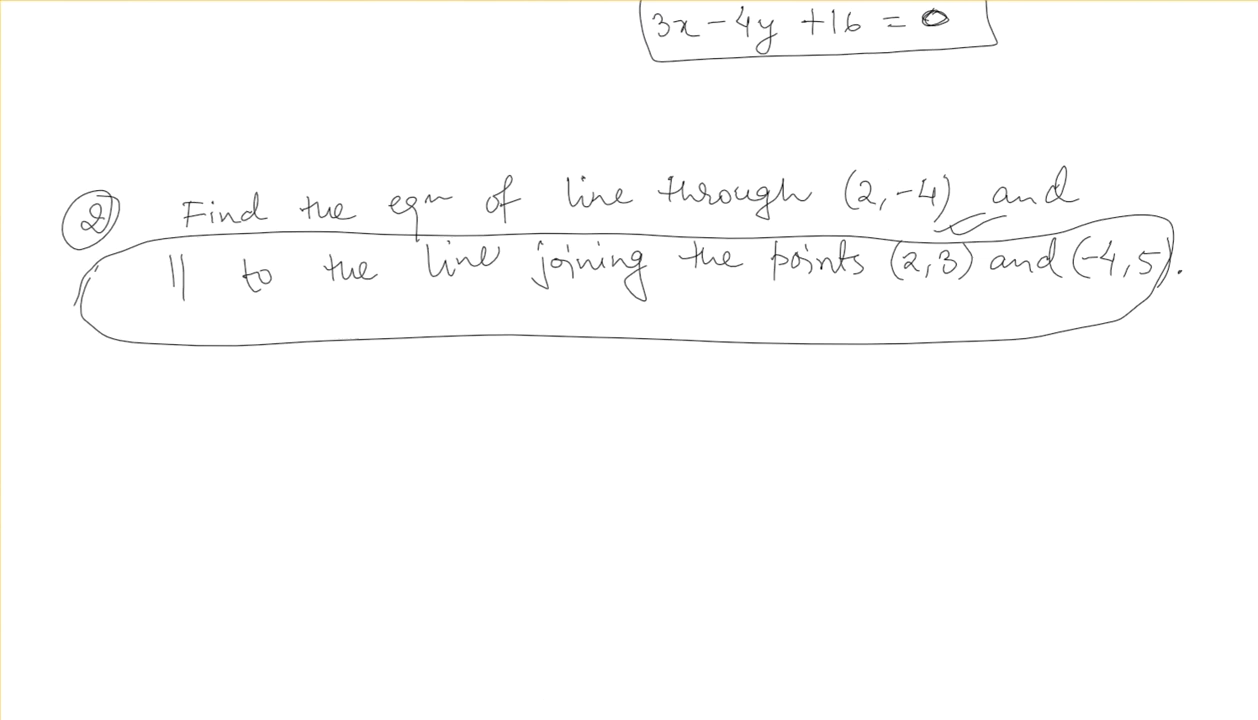 3x - 4y + 16 = 0
② Find the eqn of line through (2,-4) and
|| to the line joining the points (2,3) and (-4,5).